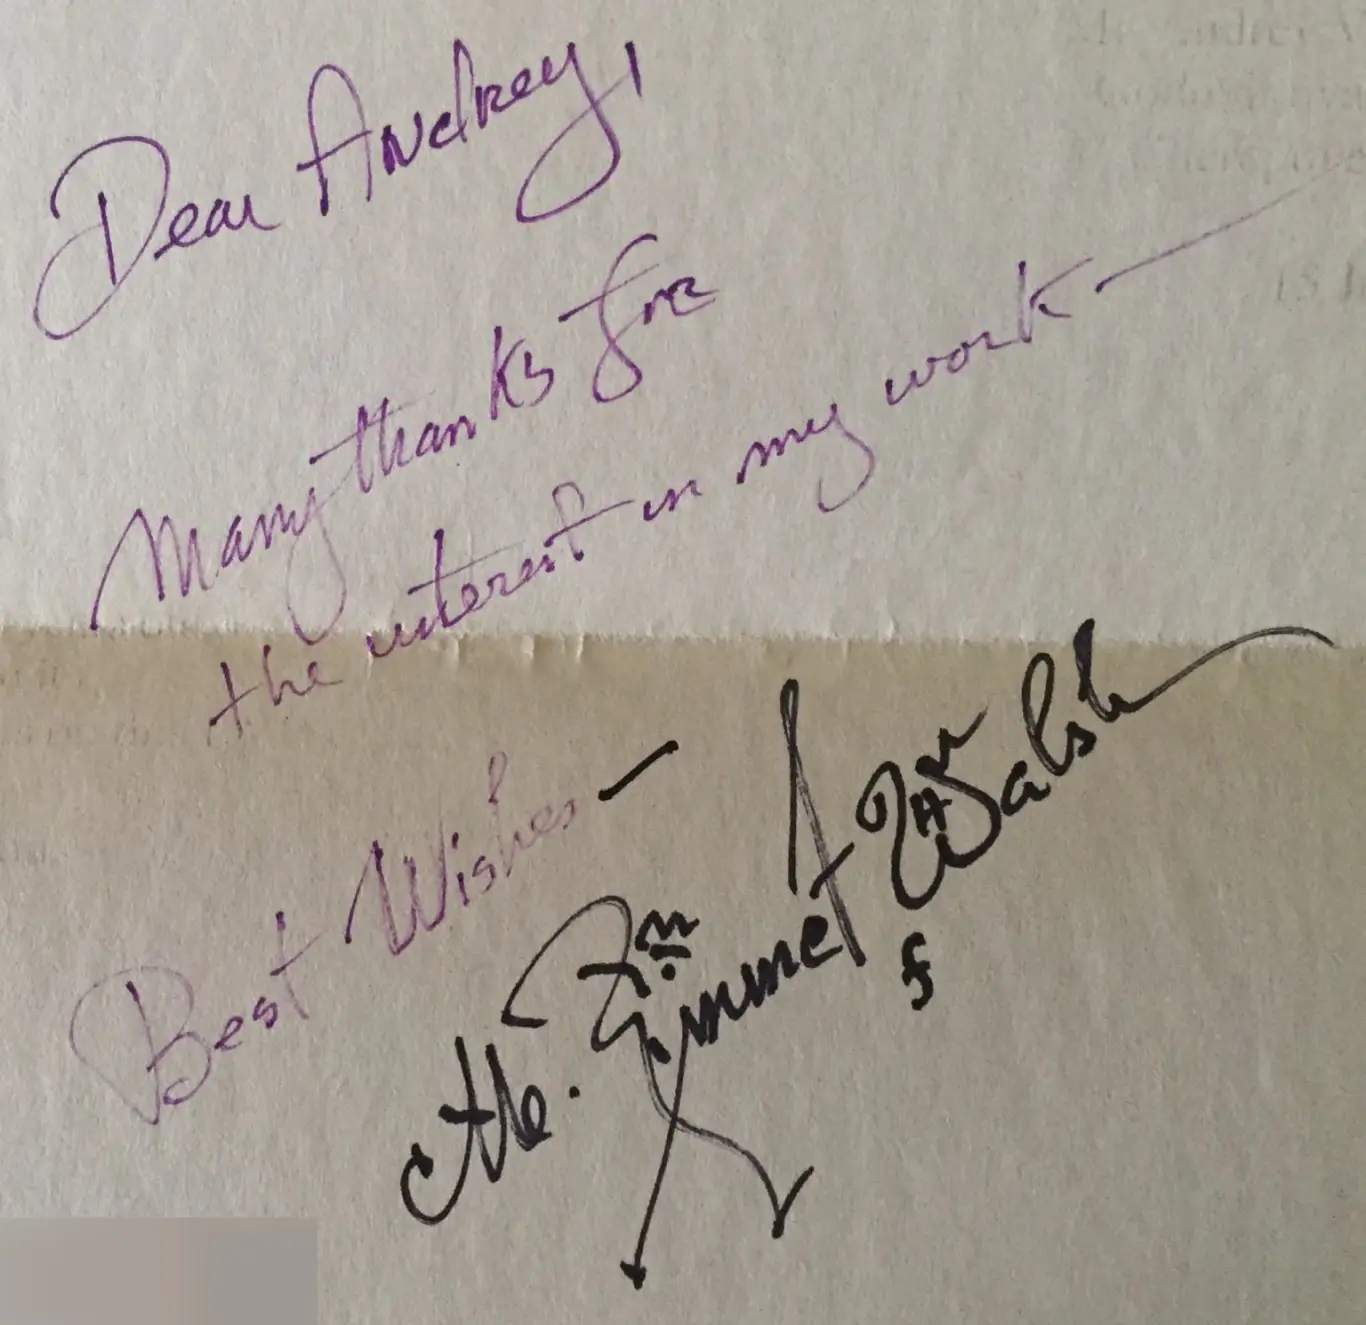 Dear Andrey,
Many thanks for
the interest in my work —
Best Wishes —
M. Emmet Walsh